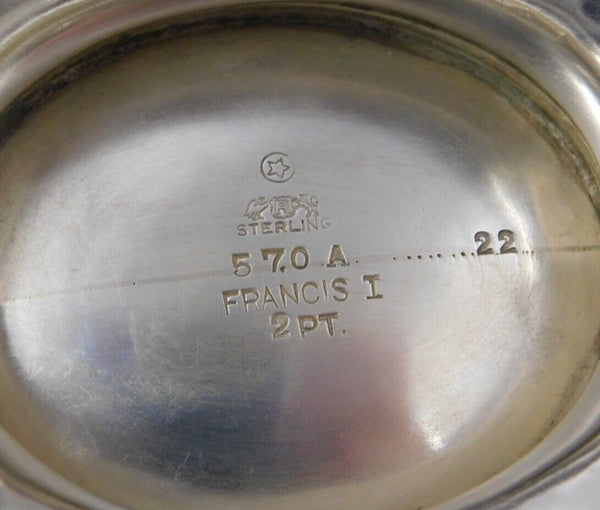 STERLING
570 A ......... 22
FRANCIS I
2 PT.